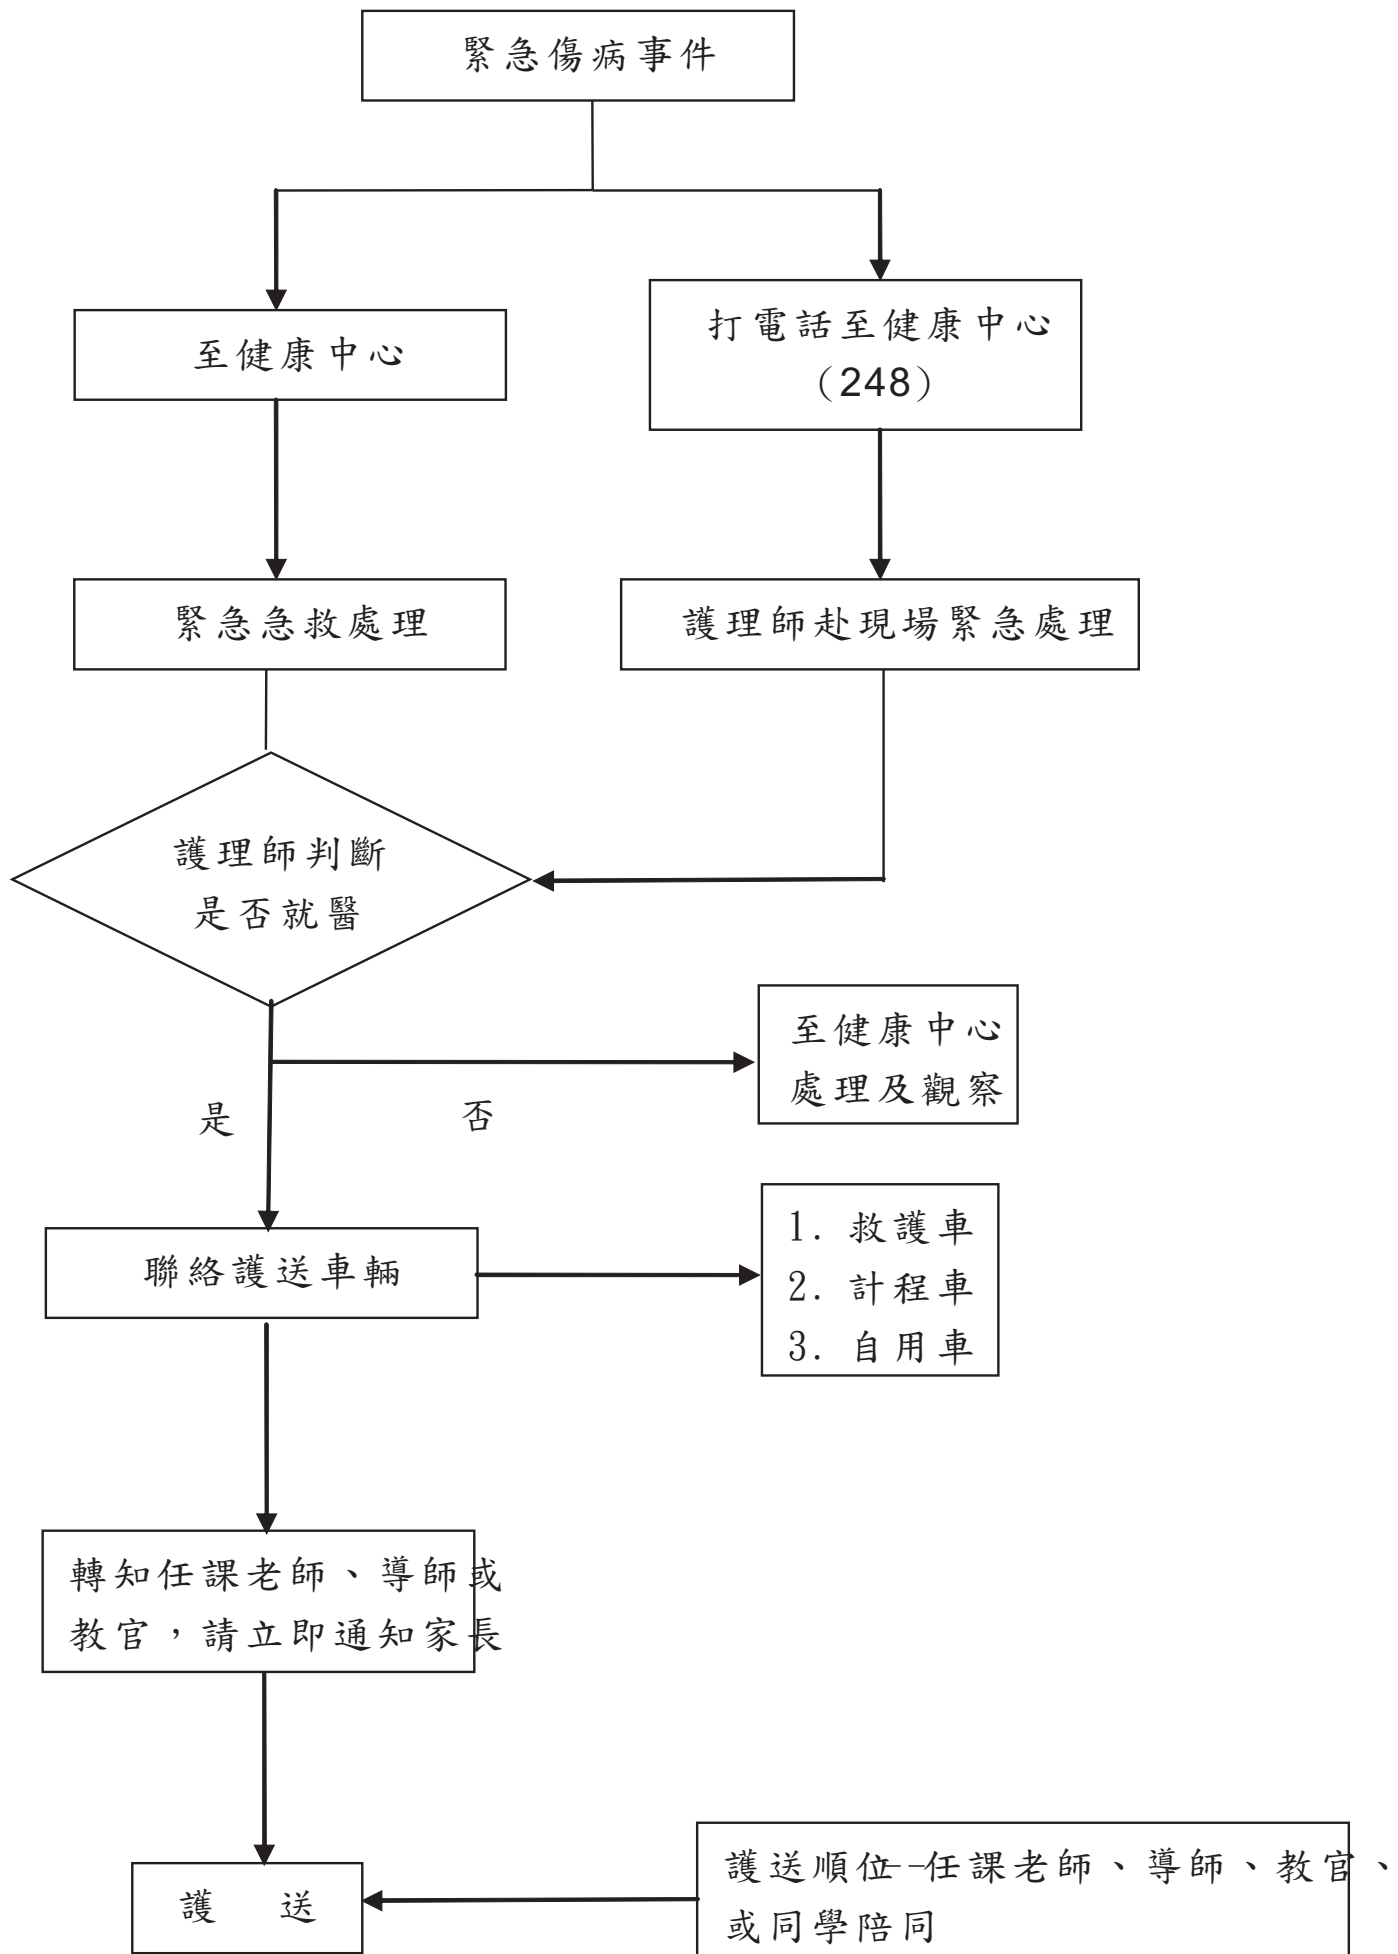 緊急傷病事件
至健康中心
打電話至健康中心
（248）
緊急急救處理
護理師赴現場緊急處理
護理師判斷
是否就醫
至健康中心
處理及觀察
是
否
聯絡護送車輛
1. 救護車
2. 計程車
3. 自用車
轉知任課老師、導師或
教官，請立即通知家長
護　送
護送順位--任課老師、導師、教官、
或同學陪同